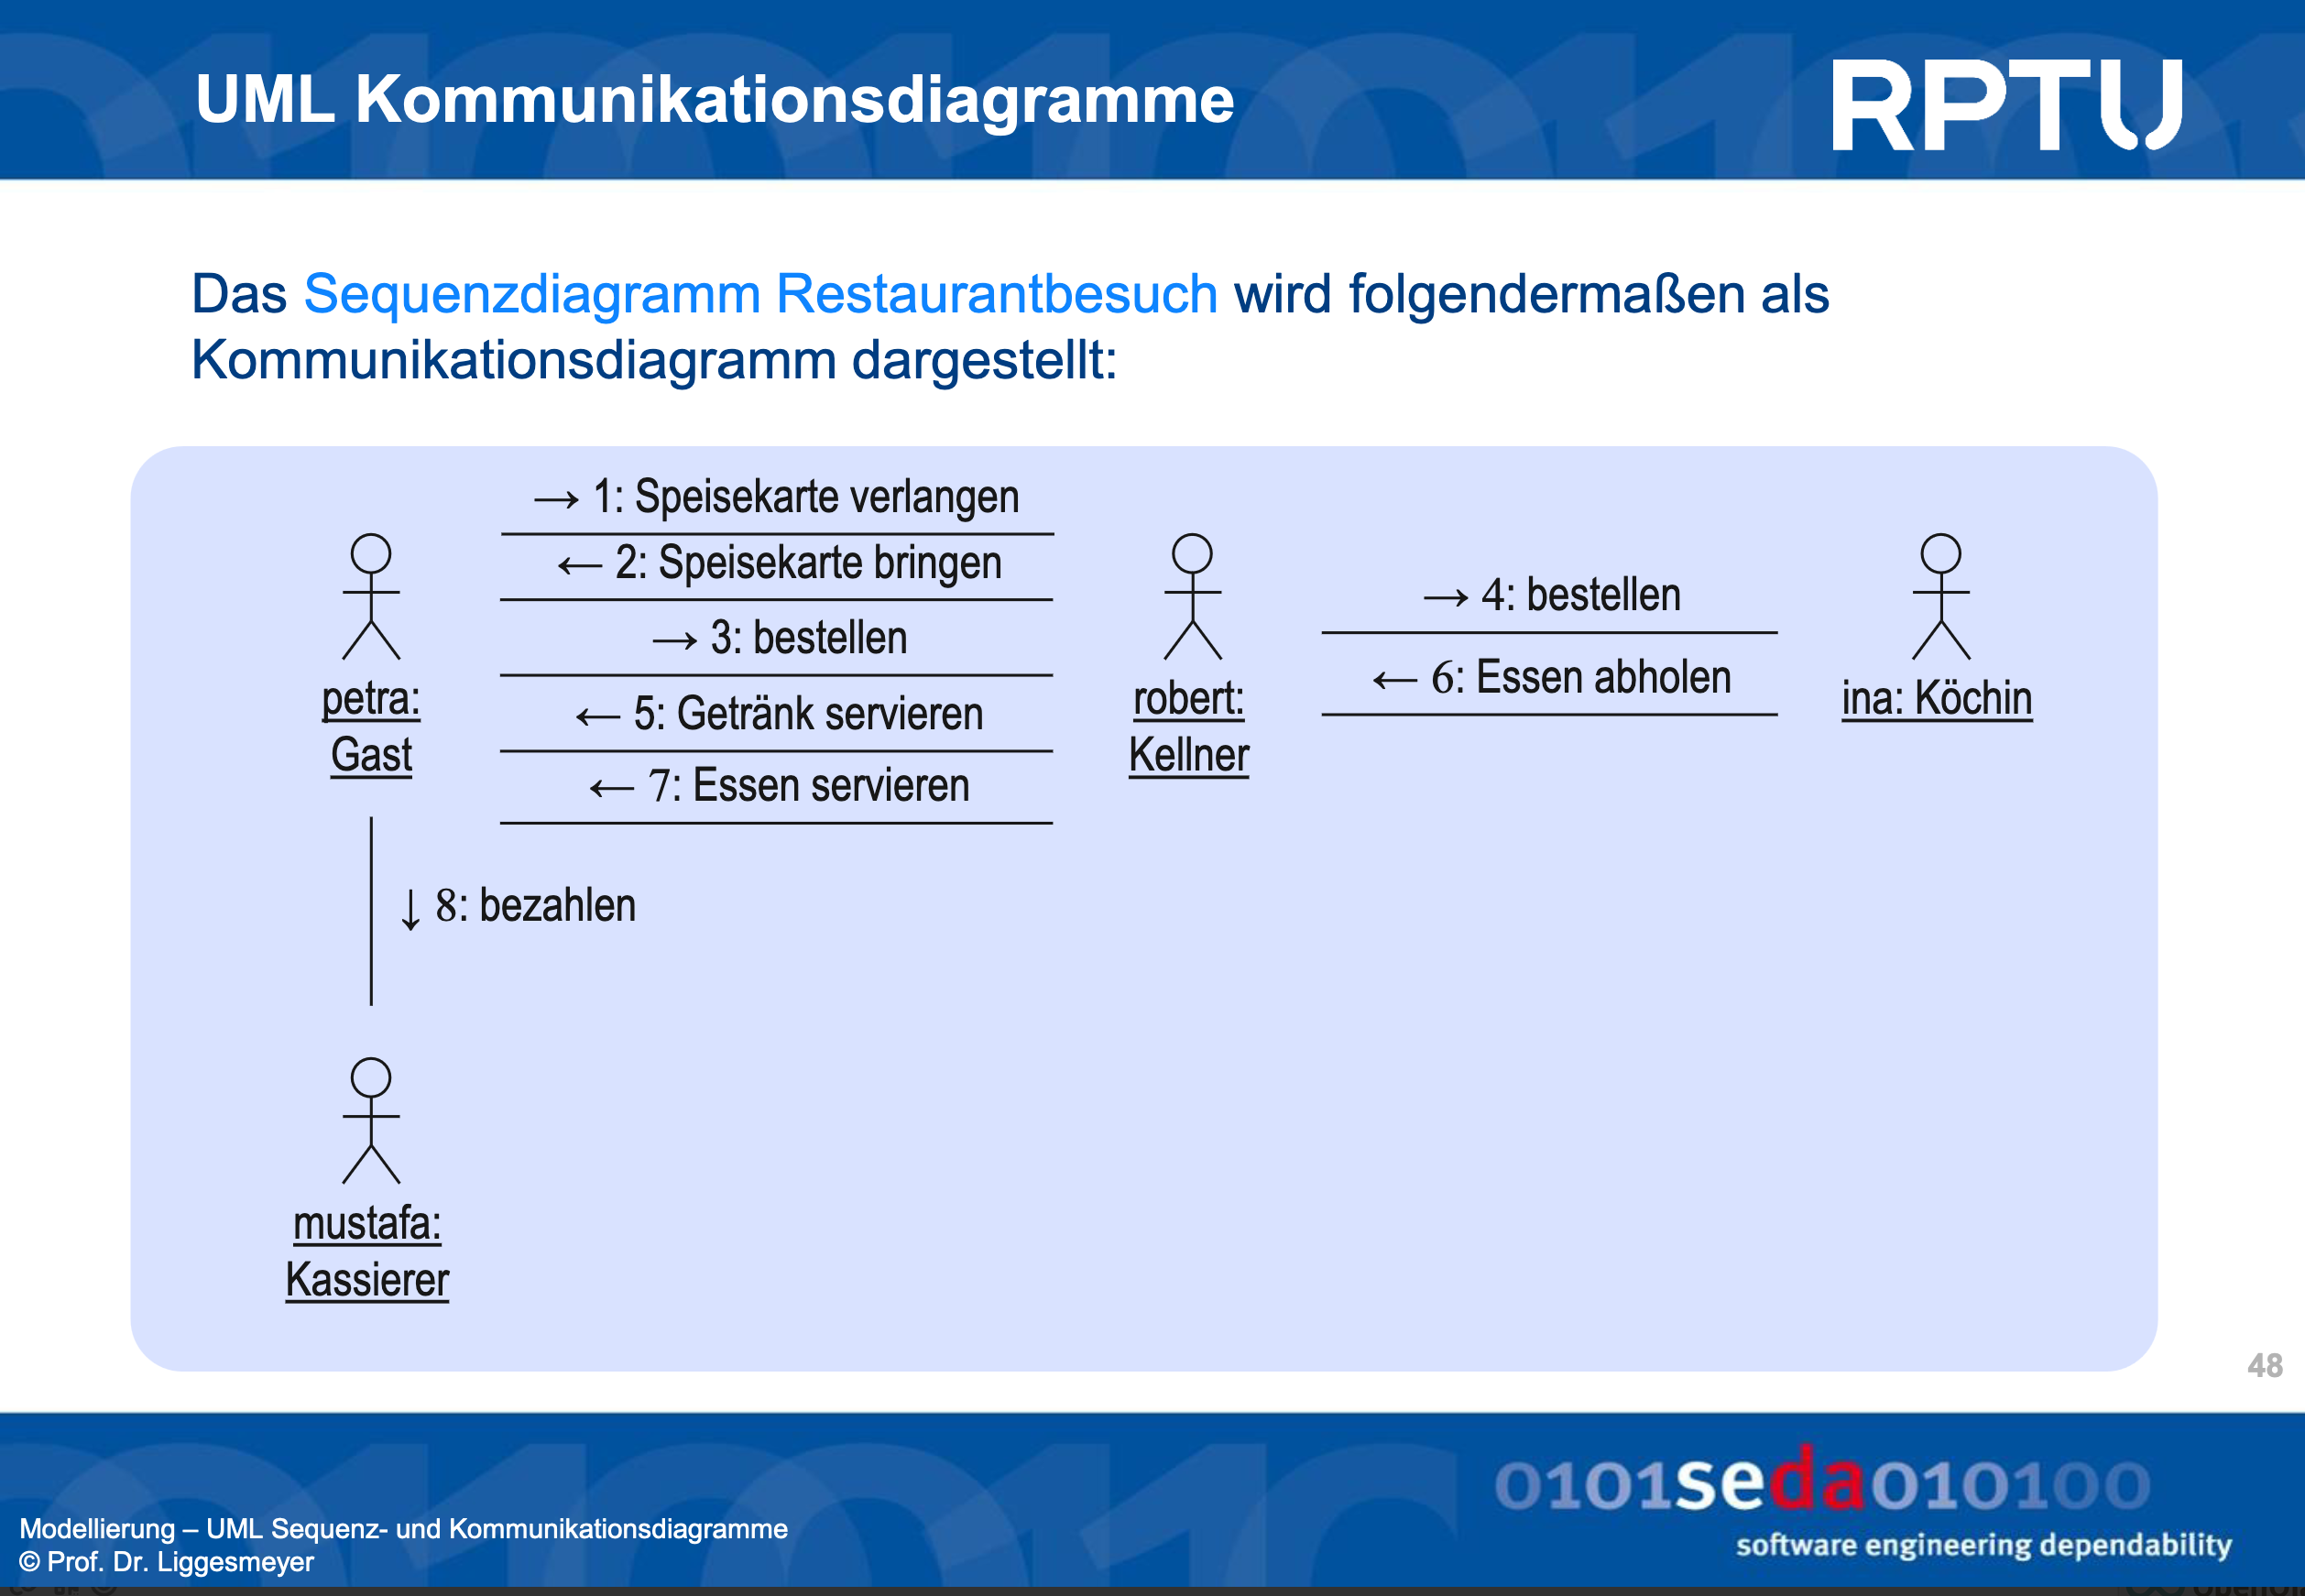 UML Kommunikationsdiagramme
RPTU
Das Sequenzdiagramm Restaurantbesuch wird folgendermaßen als
Kommunikationsdiagramm dargestellt:
→ 1: Speisekarte verlangen
← 2: Speisekarte bringen
→ 3: bestellen
← 5: Getränk servieren
← 7: Essen servieren
→ 4: bestellen
← 6: Essen abholen
petra:
Gast
robert:
Kellner
ina: Köchin
↓ 8: bezahlen
mustafa:
Kassierer
48
0101seda010100
software engineering dependability
Modellierung – UML Sequenz- und Kommunikationsdiagramme
© Prof. Dr. Liggesmeyer